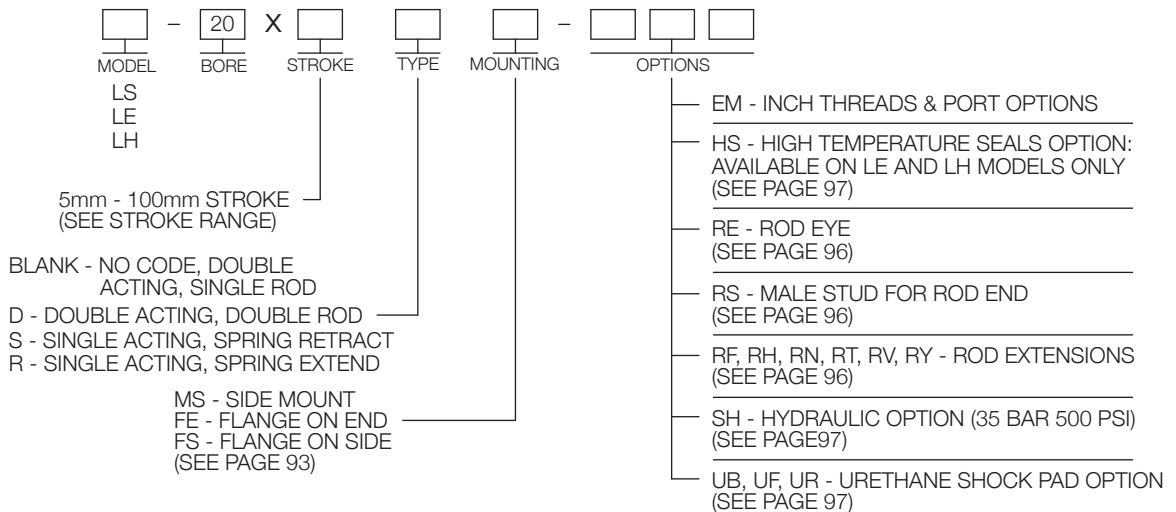 – 20 X –
MODEL BORE STROKE TYPE MOUNTING OPTIONS
LS
LE
LH
5mm - 100mm STROKE
(SEE STROKE RANGE)
BLANK - NO CODE, DOUBLE
ACTING, SINGLE ROD
D - DOUBLE ACTING, DOUBLE ROD
S - SINGLE ACTING, SPRING RETRACT
R - SINGLE ACTING, SPRING EXTEND
MS - SIDE MOUNT
FE - FLANGE ON END
FS - FLANGE ON SIDE
(SEE PAGE 93)
EM - INCH THREADS & PORT OPTIONS
HS - HIGH TEMPERATURE SEALS OPTION:
AVAILABLE ON LE AND LH MODELS ONLY
(SEE PAGE 97)
RE - ROD EYE
(SEE PAGE 96)
RS - MALE STUD FOR ROD END
(SEE PAGE 96)
RF, RH, RN, RT, RV, RY - ROD EXTENSIONS
(SEE PAGE 96)
SH - HYDRAULIC OPTION (35 BAR 500 PSI)
(SEE PAGE97)
UB, UF, UR - URETHANE SHOCK PAD OPTION
(SEE PAGE 97)